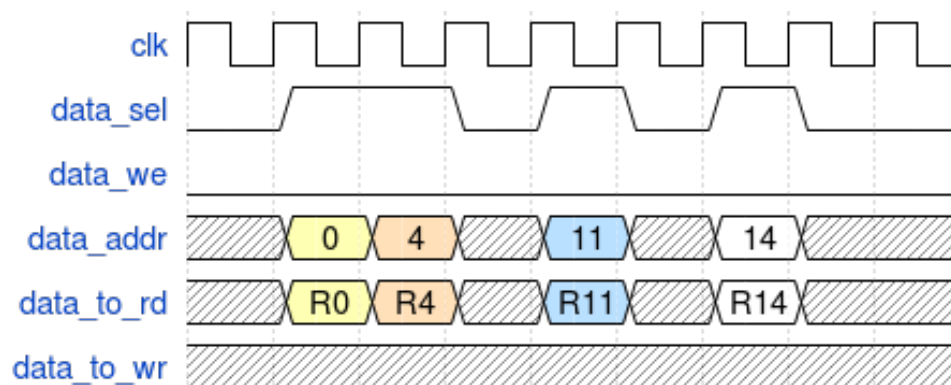 clk
data_sel
data_we
data_addr 0 4 11 14
data_to_rd R0 R4 R11 R14
data_to_wr